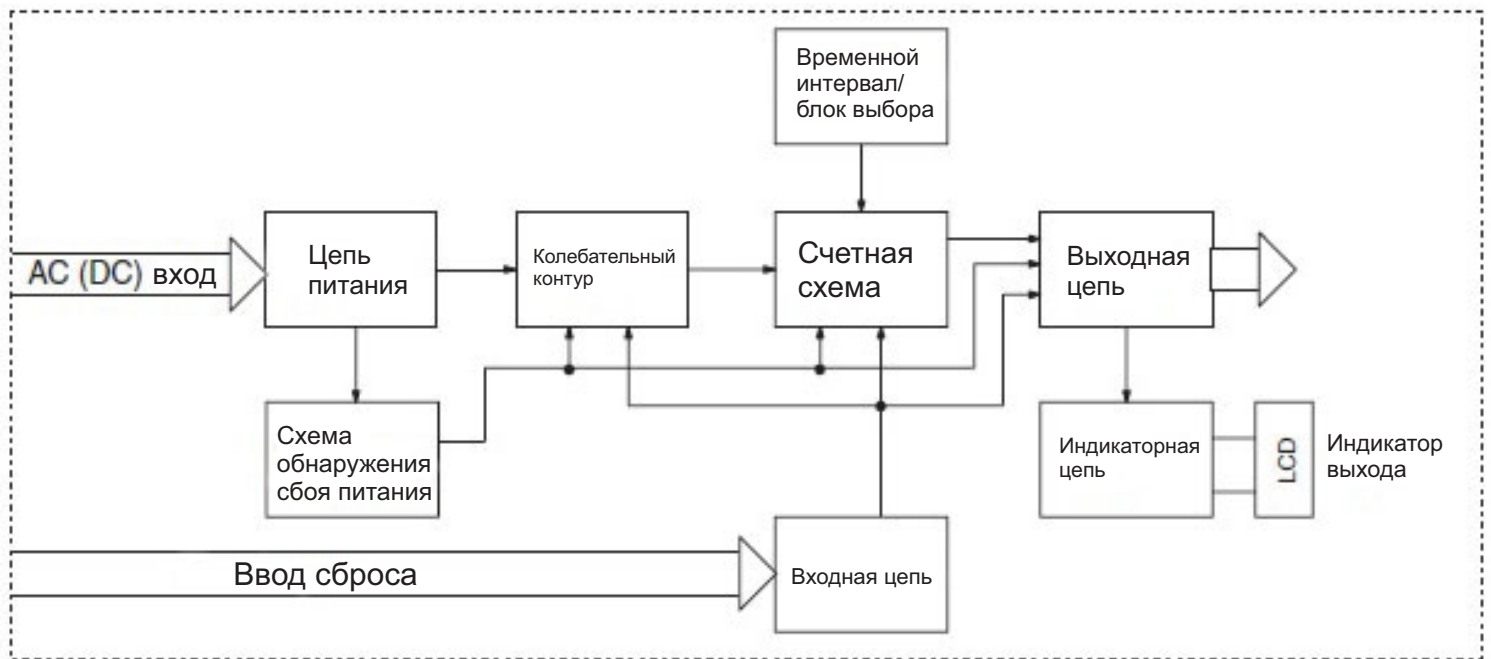 Временной
интервал/
блок выбора
AC (DC) вход
Цепь
питания
Колебательный
контур
Счетная
схема
Выходная
цепь
Схема
обнаружения
сбоя питания
Индикаторная
цепь
LCD
Индикатор
выхода
Ввод сброса
Входная цепь